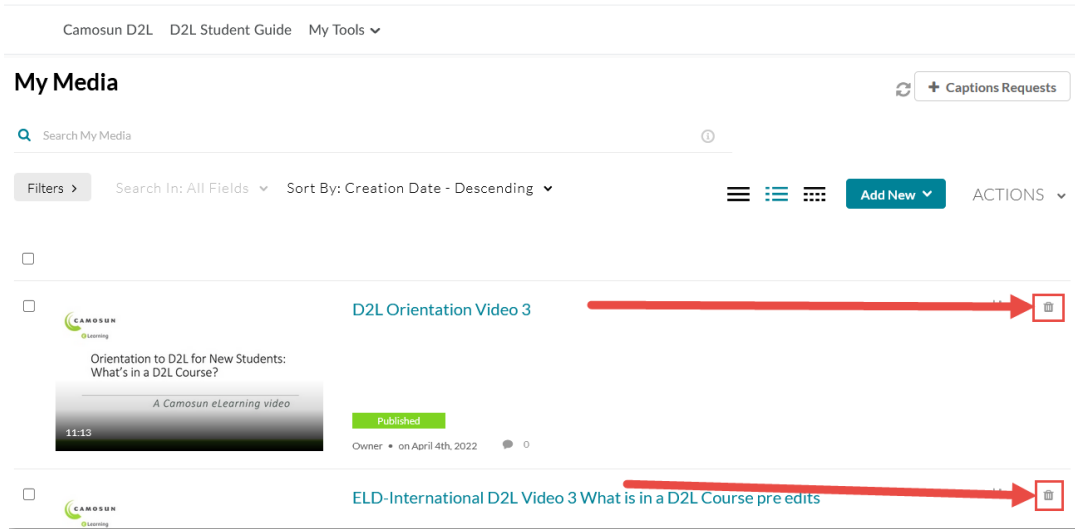 Camosun D2L D2L Student Guide My Tools
My Media
+ Captions Requests
Search My Media
Filters > Search In: All Fields Sort By: Creation Date - Descending
Add New ACTIONS
D2L Orientation Video 3
CAMOSUN
eLearning
Orientation to D2L for New Students:
What's in a D2L Course?
A Camosun eLearning video
11:13
Published
Owner • on April 4th, 2022 0
ELD-International D2L Video 3 What is in a D2L Course pre edits
CAMOSUN
eLearning